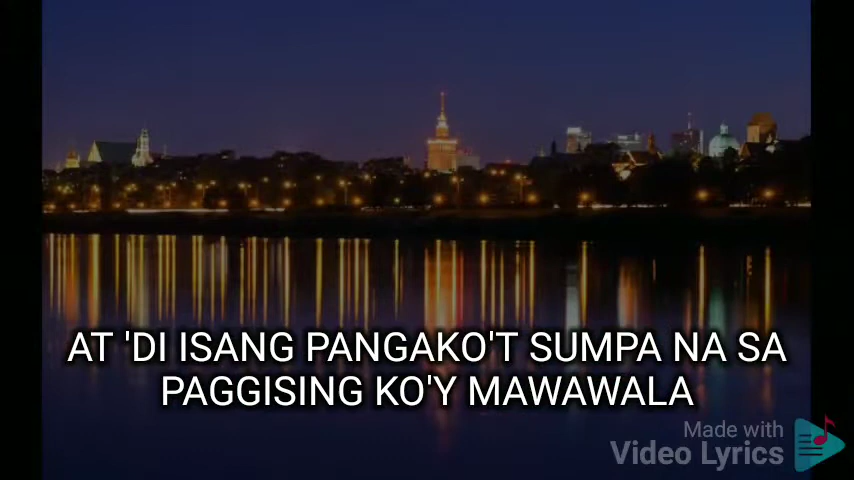 AT 'DI ISANG PANGAKO'T SUMPA NA SA
PAGGISING KO'Y MAWAWALA
Made with
Video Lyrics